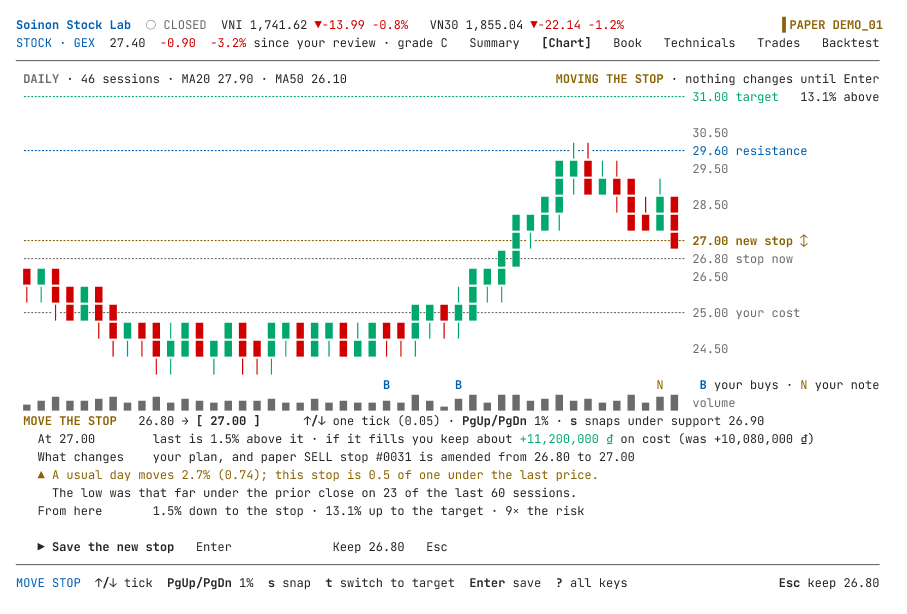 Soinon Stock Lab ○ CLOSED VNI 1,741.62 ▼-13.99 -0.8% VN30 1,855.04 ▼-22.14 -1.2% PAPER DEMO_01
STOCK · GEX 27.40 -0.90 -3.2% since your review · grade C Summary [Chart] Book Technicals Trades Backtest
DAILY · 46 sessions · MA20 27.90 · MA50 26.10 MOVING THE STOP · nothing changes until Enter
31.00 target 13.1% above
30.50
29.60 resistance
29.50
28.50
27.00 new stop ↕
26.80 stop now
26.50
25.00 your cost
24.50
B B N B your buys · N your note
volume
MOVE THE STOP 26.80 → [ 27.00 ] ↑/↓ one tick (0.05) · PgUp/PgDn 1% · s snaps under support 26.90
At 27.00 last is 1.5% above it · if it fills you keep about +11,200,000 ₫ on cost (was +10,080,000 ₫)
What changes your plan, and paper SELL stop #0031 is amended from 26.80 to 27.00
▲ A usual day moves 2.7% (0.74); this stop is 0.5 of one under the last price.
The low was that far under the prior close on 23 of the last 60 sessions.
From here 1.5% down to the stop · 13.1% up to the target · 9× the risk
► Save the new stop Enter Keep 26.80 Esc
MOVE STOP ↑/↓ tick PgUp/PgDn 1% s snap t switch to target Enter save ? all keys Esc keep 26.80